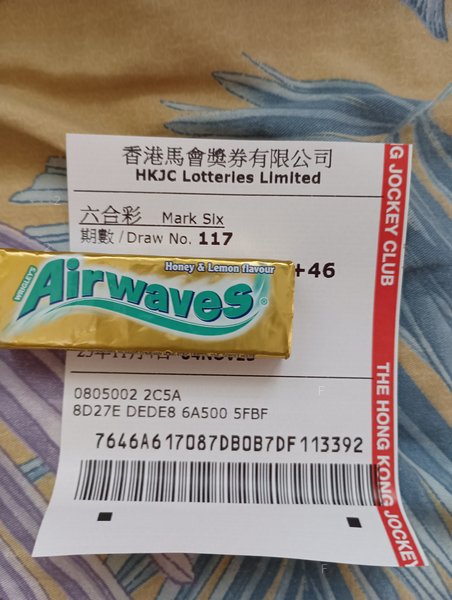 香港馬會獎券有限公司
HKJC Lotteries Limited
六合彩 Mark Six
期數 / Draw No. 117
+46
WRIGLEY'S
Airwaves®
Honey & Lemon flavour
04NOV23
0805002 2C5A
8D27E DEDE8 6A500 5FBF
7646A617087DB0B7DF113392
G JOCKEY CLUB
THE HONG KONG JOCKEY